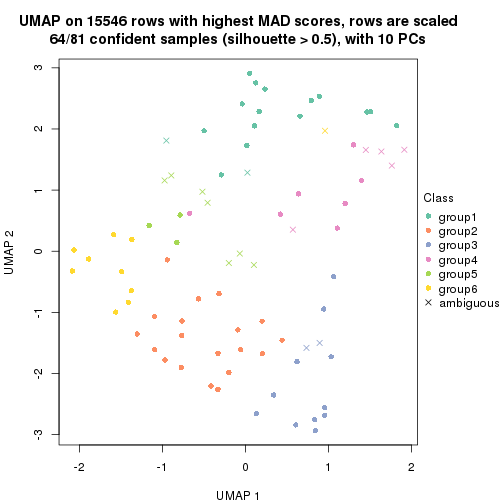 UMAP on 15546 rows with highest MAD scores, rows are scaled
64/81 confident samples (silhouette > 0.5), with 10 PCs
3
2
1
0
-1
-2
-3
UMAP 2
-2
-1
0
1
2
UMAP 1
Class
group1
group2
group3
group4
group5
group6
ambiguous